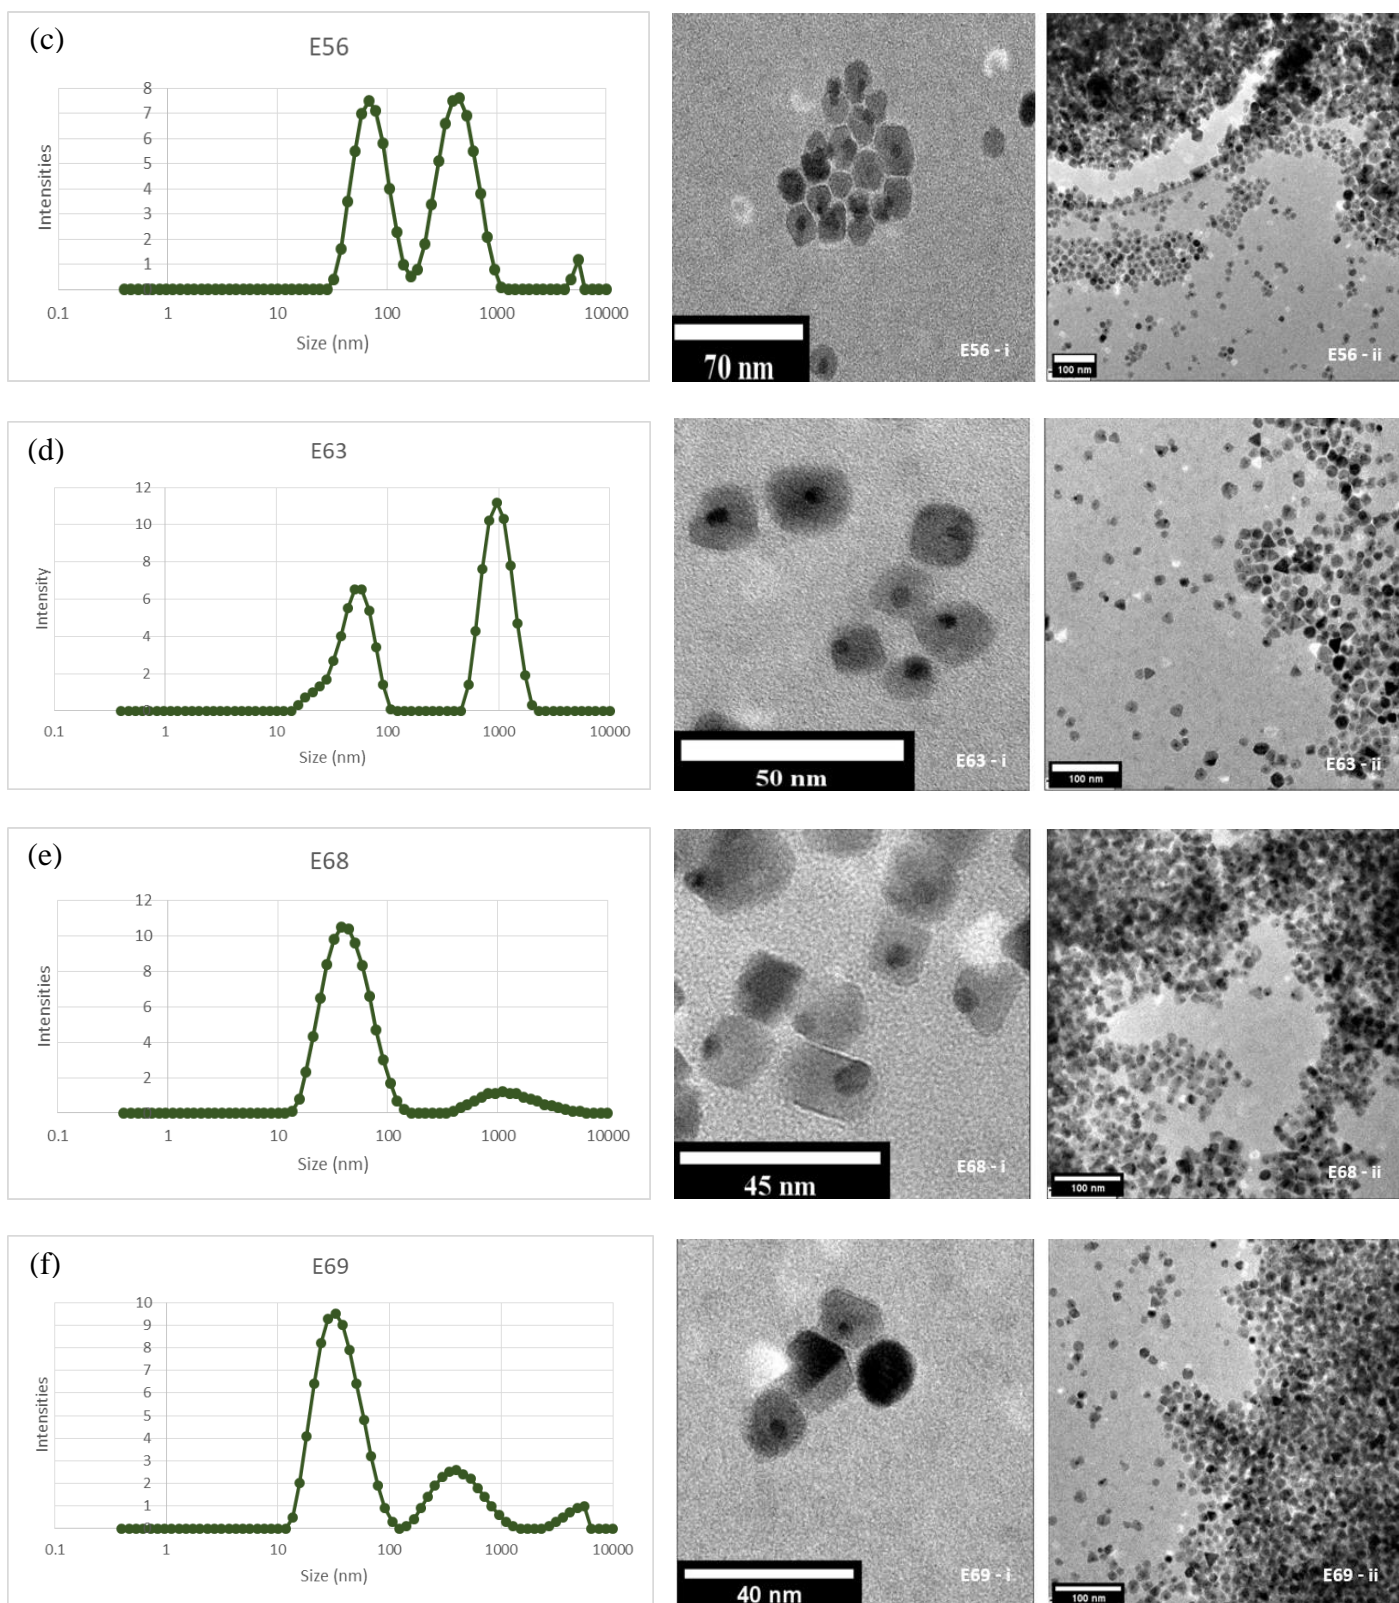 (c)
E56
8
7
6
5
4
3
2
1
0
Intensities
0.1 1 10 100 1000 10000
Size (nm)
70 nm
E56 - i
100 nm
E56 - ii
(d)
E63
12
10
8
6
4
2
0
Intensity
0.1 1 10 100 1000 10000
Size (nm)
50 nm
E63 - i
100 nm
E63 - ii
(e)
E68
12
10
8
6
4
2
0
Intensities
0.1 1 10 100 1000 10000
Size (nm)
45 nm
E68 - i
100 nm
E68 - ii
(f)
E69
10
9
8
7
6
5
4
3
2
1
0
Intensities
0.1 1 10 100 1000 10000
Size (nm)
40 nm
E69 - i
100 nm
E69 - ii